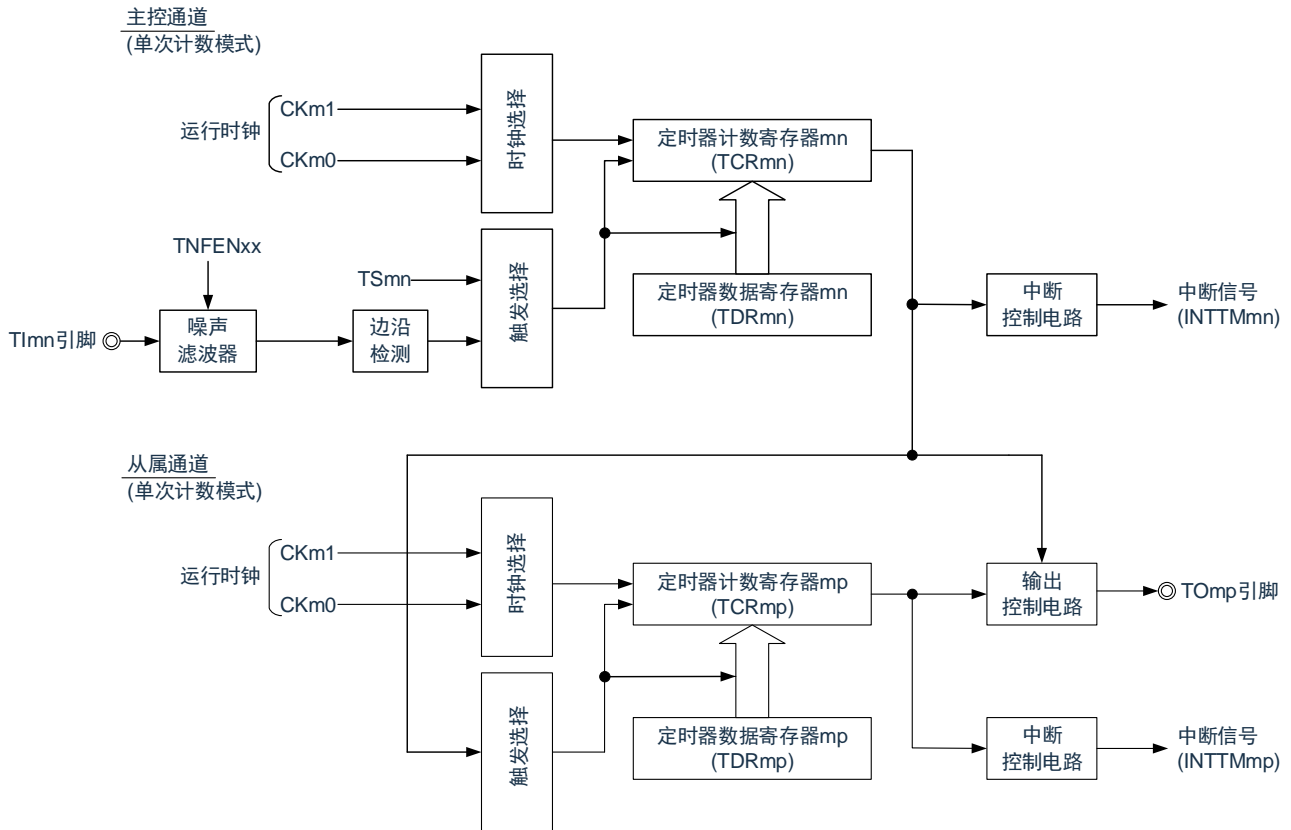 主控通道
(单次计数模式)
运行时钟
CKm1
CKm0
时钟选择
定时器计数寄存器mn
(TCRmn)
TNFENxx
TSmn
触发选择
定时器数据寄存器mn
(TDRmn)
TImn引脚
噪声
滤波器
边沿
检测
中断
控制电路
中断信号
(INTTMmn)
从属通道
(单次计数模式)
运行时钟
CKm1
CKm0
时钟选择
定时器计数寄存器mp
(TCRmp)
输出
控制电路
TOmp引脚
触发选择
定时器数据寄存器mp
(TDRmp)
中断
控制电路
中断信号
(INTTMmp)